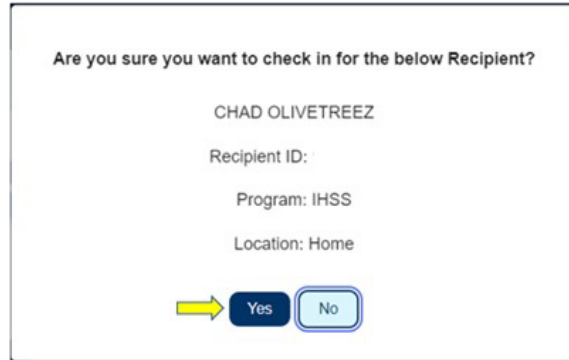 Are you sure you want to check in for the below Recipient?
CHAD OLIVETREEZ
Recipient ID:
Program: IHSS
Location: Home
Yes No